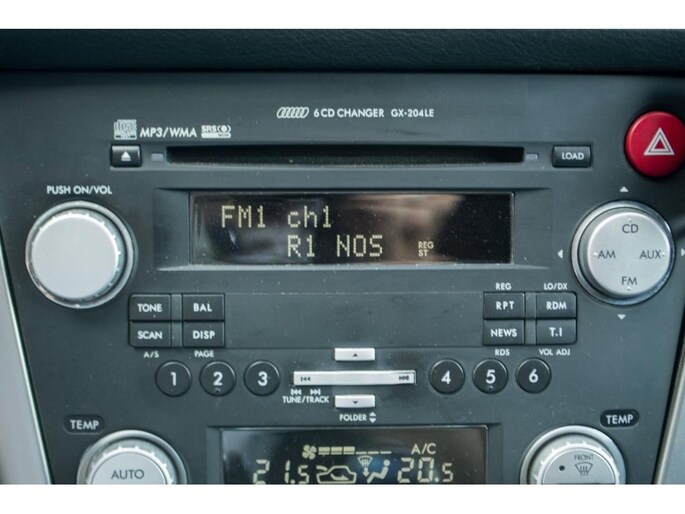 6 CD CHANGER GX-204LE
MP3/WMA SRS
LOAD
PUSH ON/VOL
FM1 ch1
R1 NOS REG
ST
CD
AM AUX
FM
REG LO/DX
TONE BAL RPT RDM
SCAN DISP NEWS T.I
A/S PAGE RDS VOL ADJ
1 2 3 4 5 6
TUNE/TRACK
FOLDER
TEMP TEMP
A/C
AUTO 21.5 20.5 FRONT